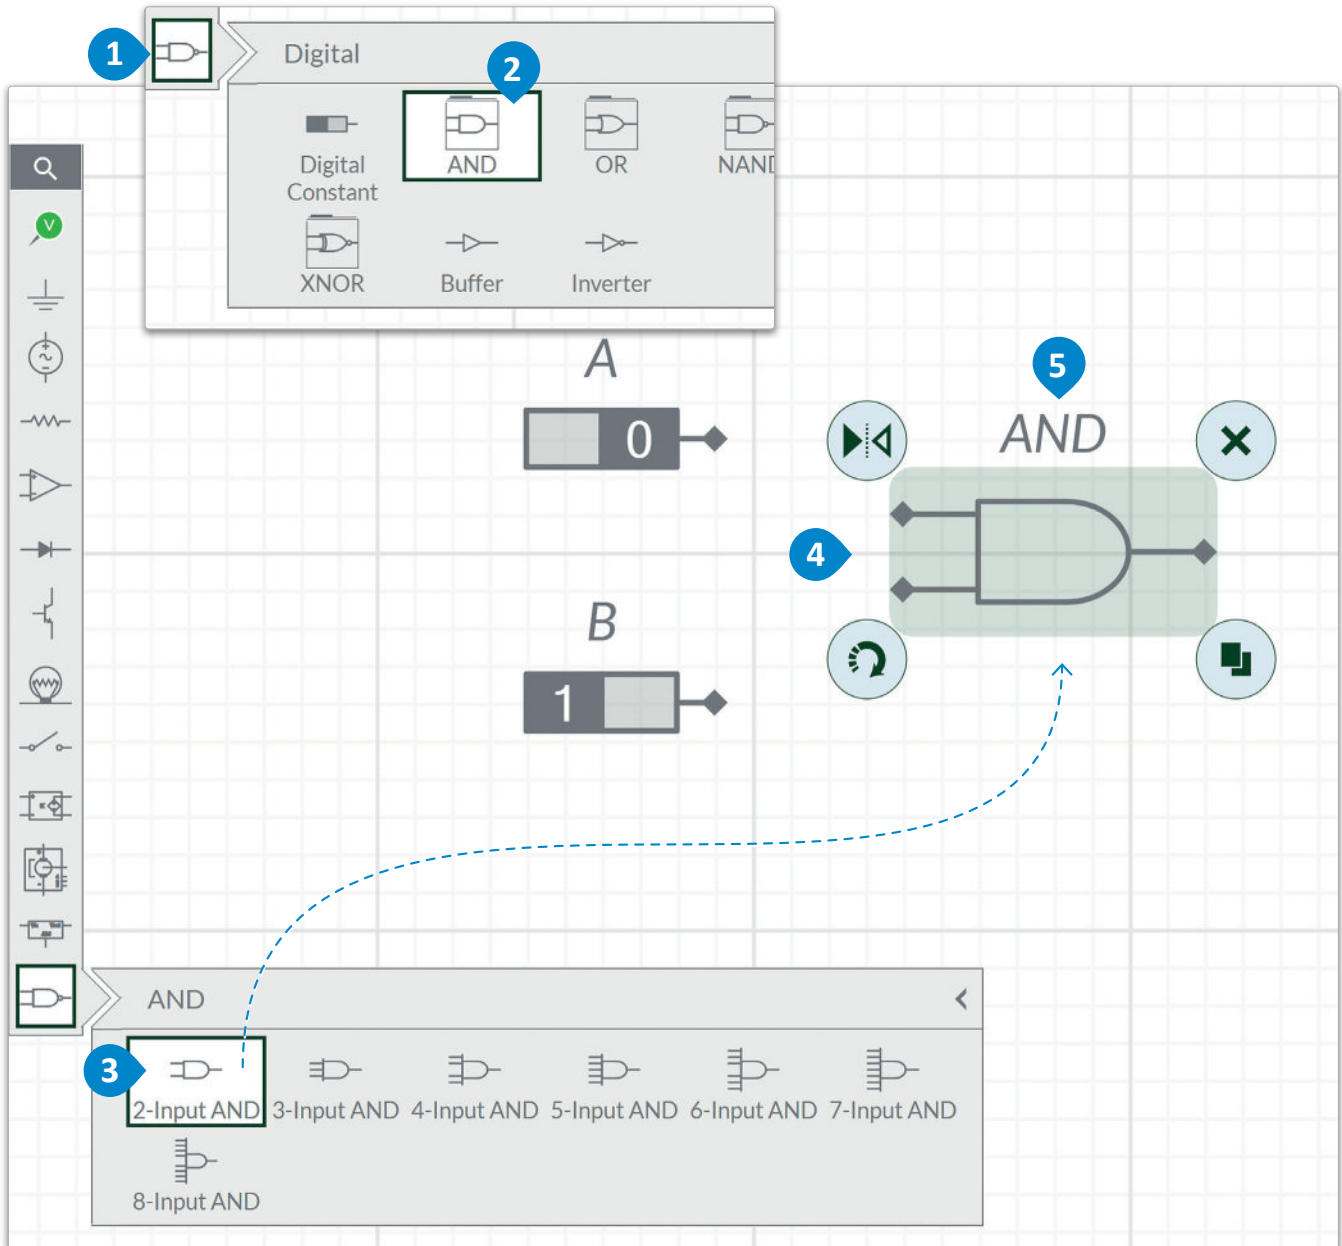 1
Digital
2
Digital
Constant
AND
OR
NAND
XNOR
Buffer
Inverter
V
A
0
5
AND
4
B
1
AND
3
2-Input AND
3-Input AND
4-Input AND
5-Input AND
6-Input AND
7-Input AND
8-Input AND